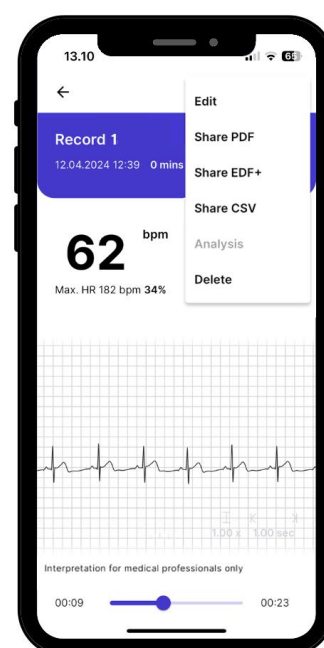 13.10
65
Edit
Record 1
Share PDF
12.04.2024 12:39 0 mins
Share EDF+
Share CSV
62 bpm
Analysis
Max. HR 182 bpm 34%
Delete
1.00 x 1.00 sec
Interpretation for medical professionals only
00:09 00:23